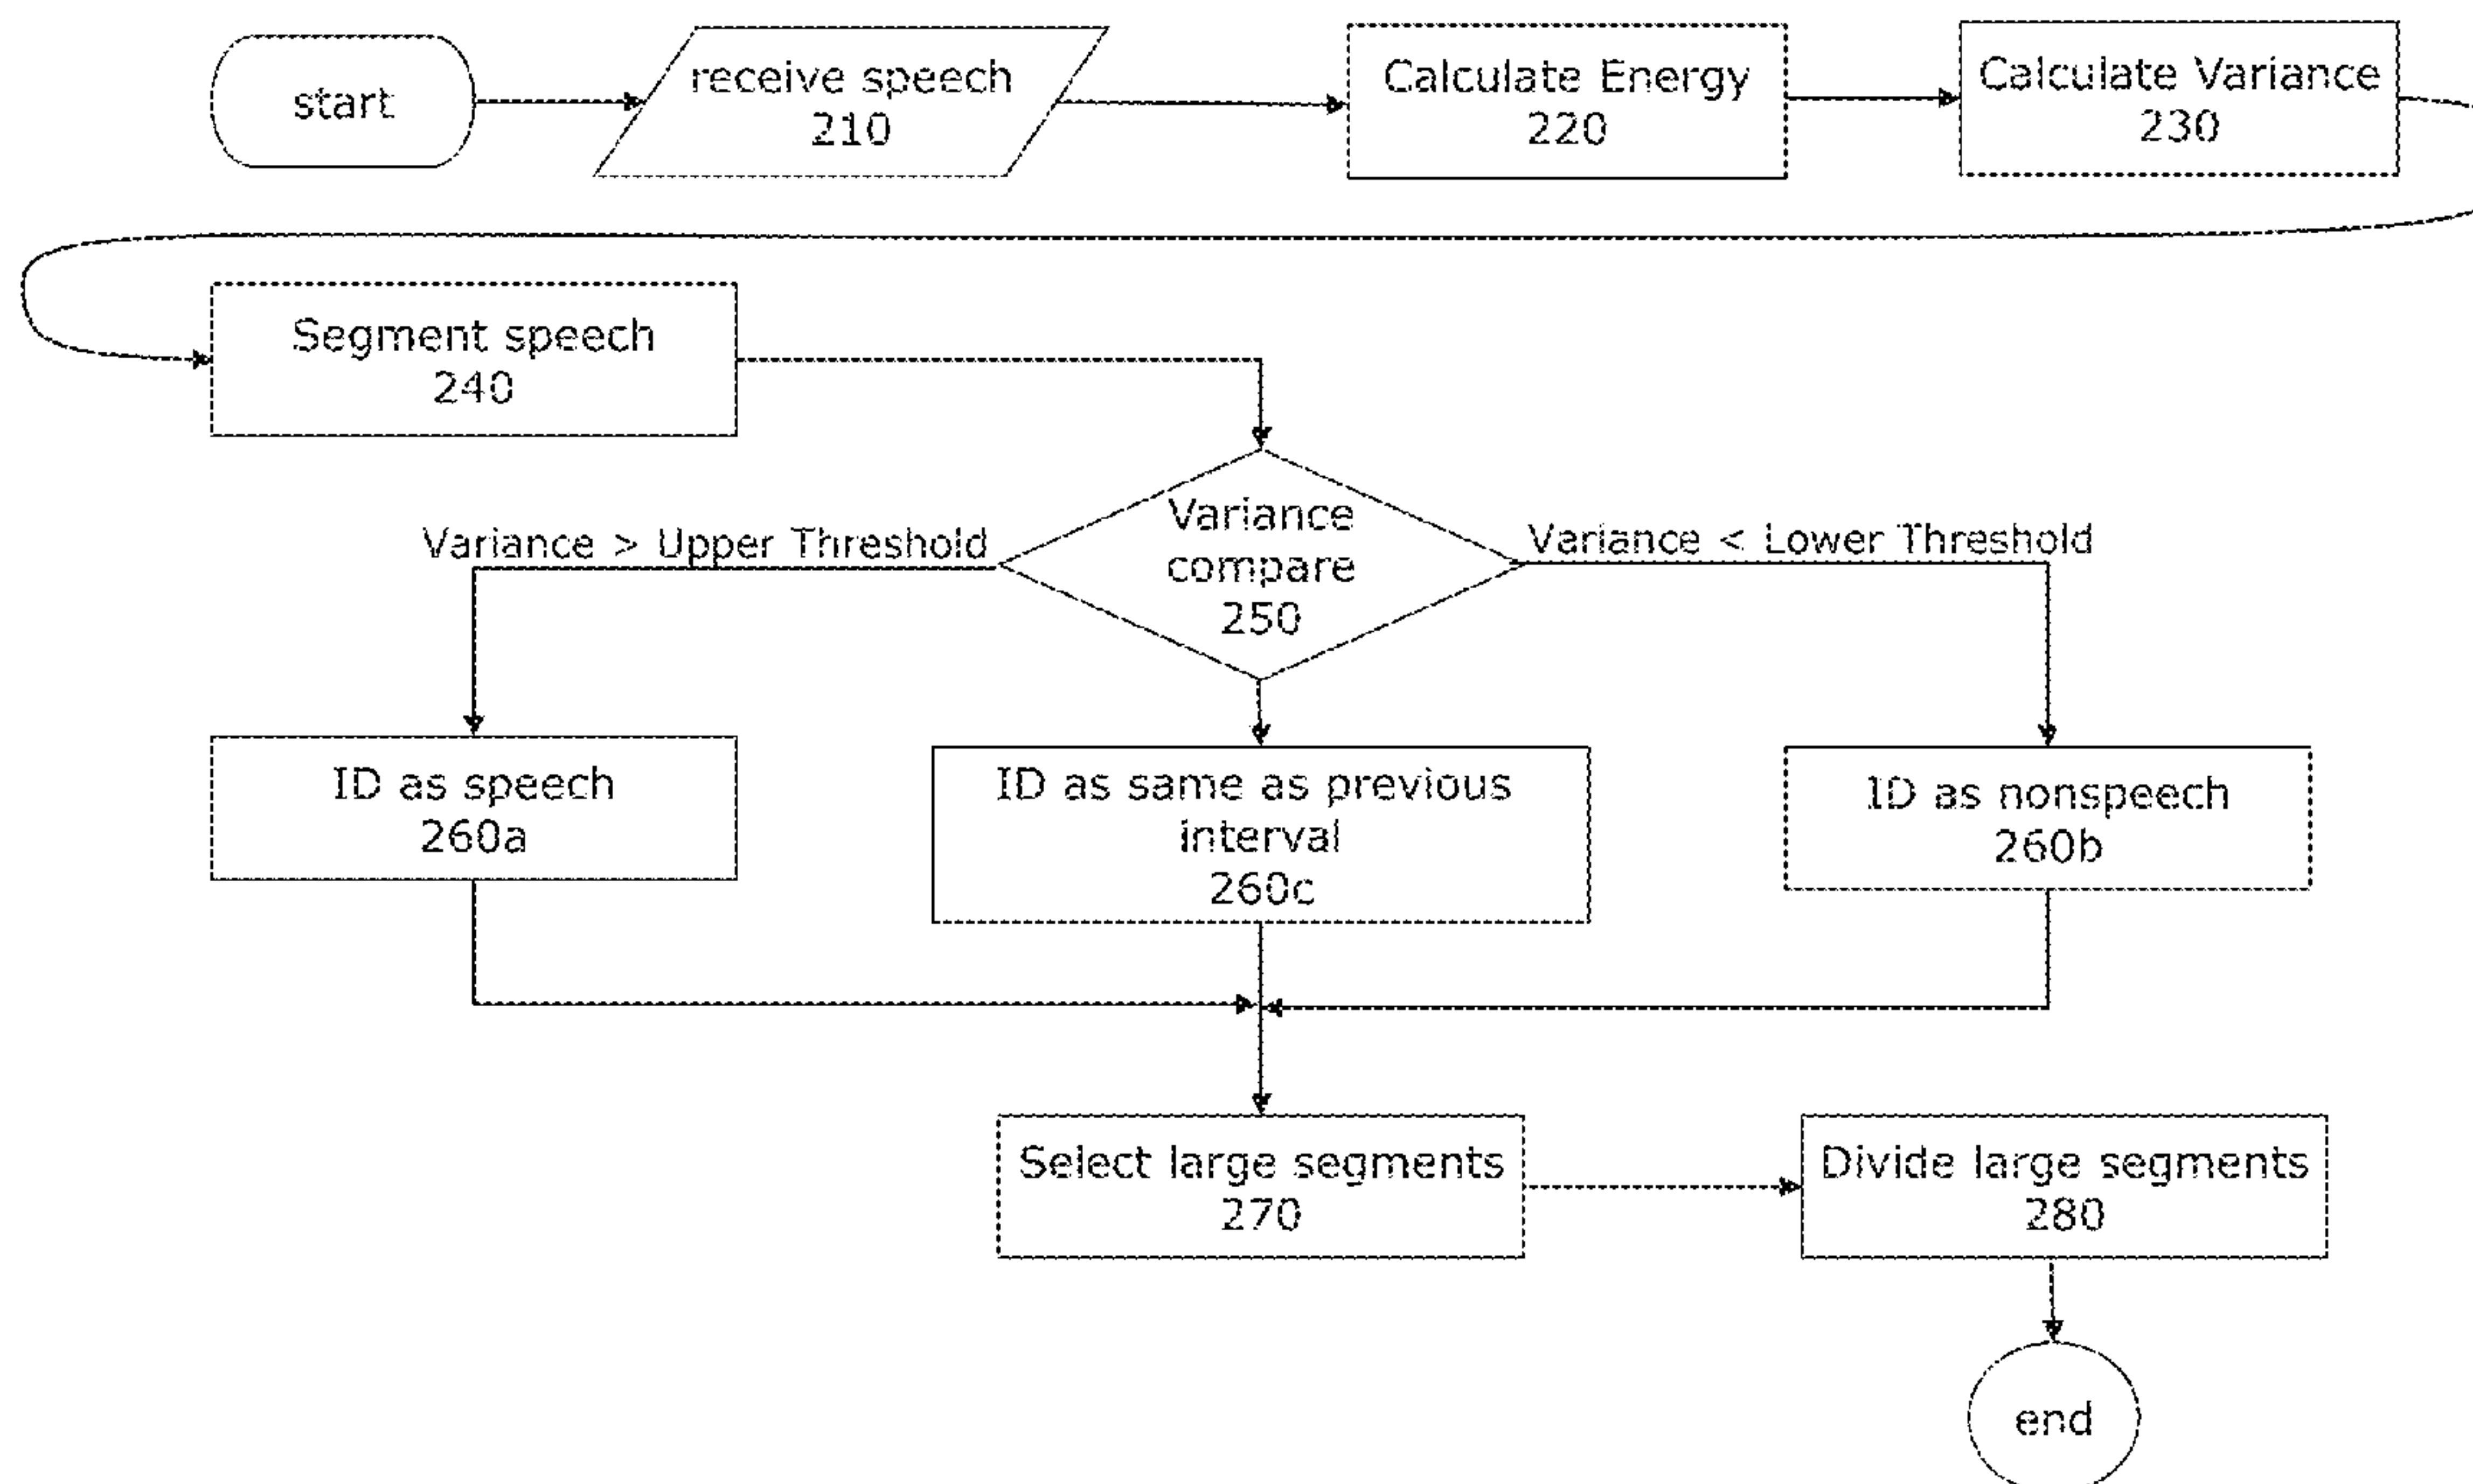 start
receive speech
210
Calculate Energy
220
Calculate Variance
230
Segment speech
240
Variance
compare
250
Variance > Upper Threshold
Variance < Lower Threshold
ID as speech
260a
ID as same as previous
interval
260c
ID as nonspeech
260b
Select large segments
270
Divide large segments
280
end